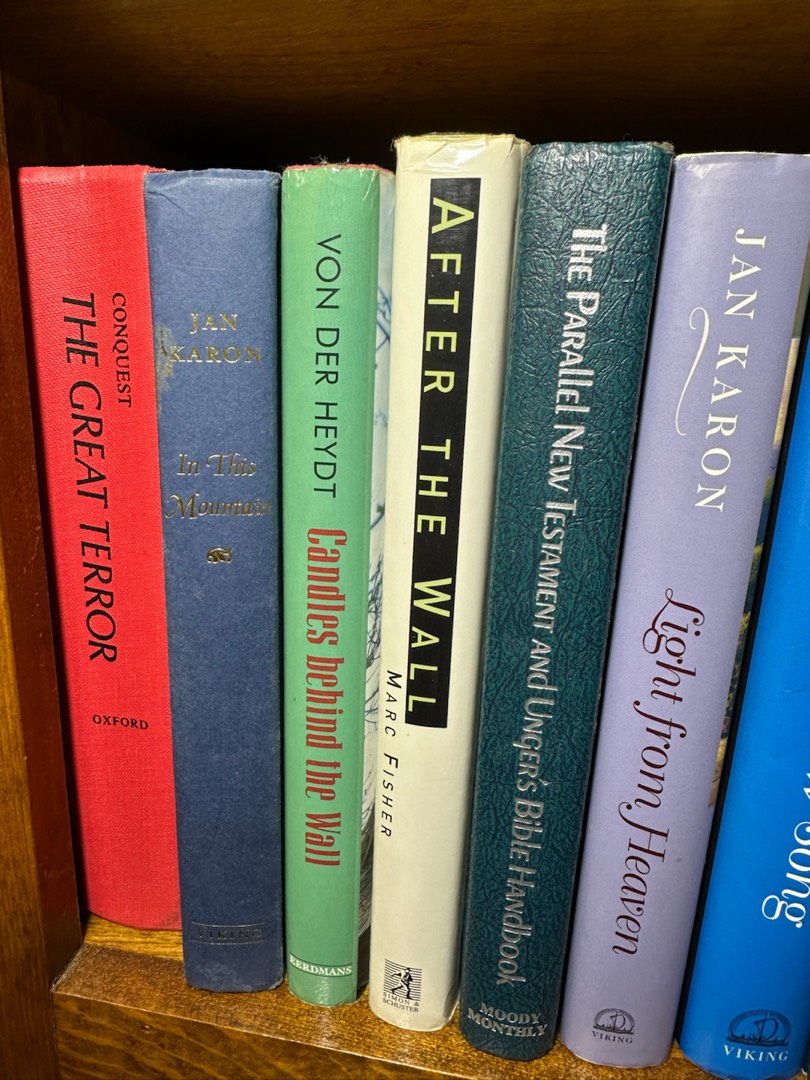 CONQUEST
THE GREAT TERROR
OXFORD
JAN
KARON
In This
Mountain
VIKING
VON DER HEYDT
Candles behind the Wall
EERDMANS
AFTER THE WALL
MARC FISHER
SIMON &
SCHUSTER
THE PARALLEL NEW TESTAMENT AND UNGER'S BIBLE HANDBOOK
MOODY
MONTHLY
JAN KARON
Light from Heaven
VIKING
Song
VIKING